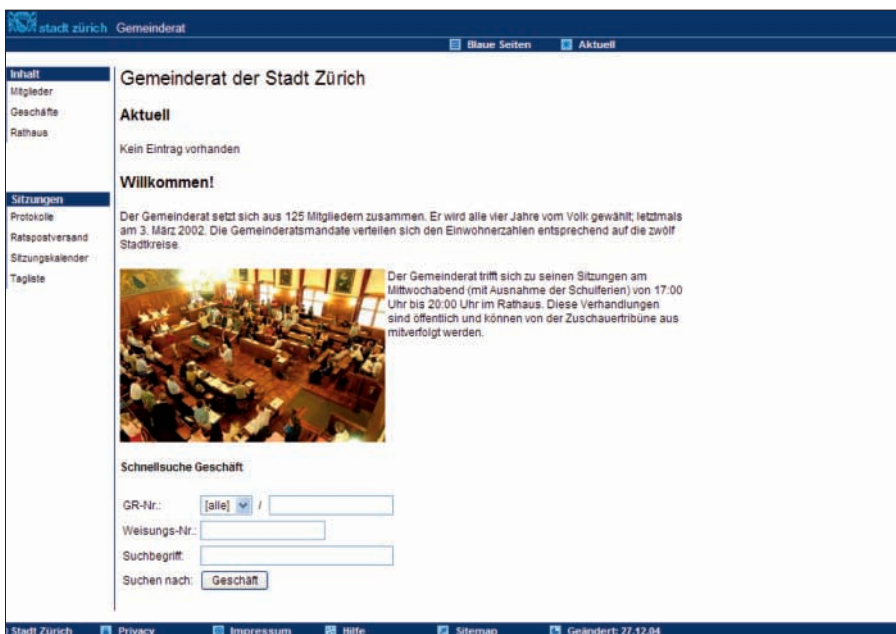 stadt zürich Gemeinderat
Blaue Seiten Aktuell
Inhalt
Mitglieder
Geschäfte
Rathaus
Sitzungen
Protokolle
Ratspostversand
Sitzungskalender
Tagliste
Gemeinderat der Stadt Zürich
Aktuell
Kein Eintrag vorhanden
Willkommen!
Der Gemeinderat setzt sich aus 125 Mitgliedern zusammen. Er wird alle vier Jahre vom Volk gewählt; letztmals
am 3. März 2002. Die Gemeinderatsmandate verteilen sich den Einwohnerzahlen entsprechend auf die zwölf
Stadtkreise.
Der Gemeinderat trifft sich zu seinen Sitzungen am
Mittwochabend (mit Ausnahme der Schulferien) von 17:00
Uhr bis 20:00 Uhr im Rathaus. Diese Verhandlungen
sind öffentlich und können von der Zuschauertribüne aus
mitverfolgt werden.
Schnellsuche Geschäft
GR-Nr.: [alle] /
Weisungs-Nr.:
Suchbegriff:
Suchen nach: Geschäft
Stadt Zürich Privacy Impressum Hilfe Sitemap Geändert: 27.12.04